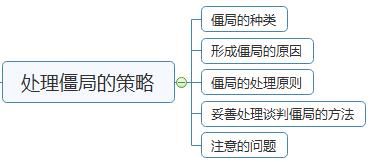 处理僵局的策略
僵局的种类
形成僵局的原因
僵局的处理原则
妥善处理谈判僵局的方法
注意的问题